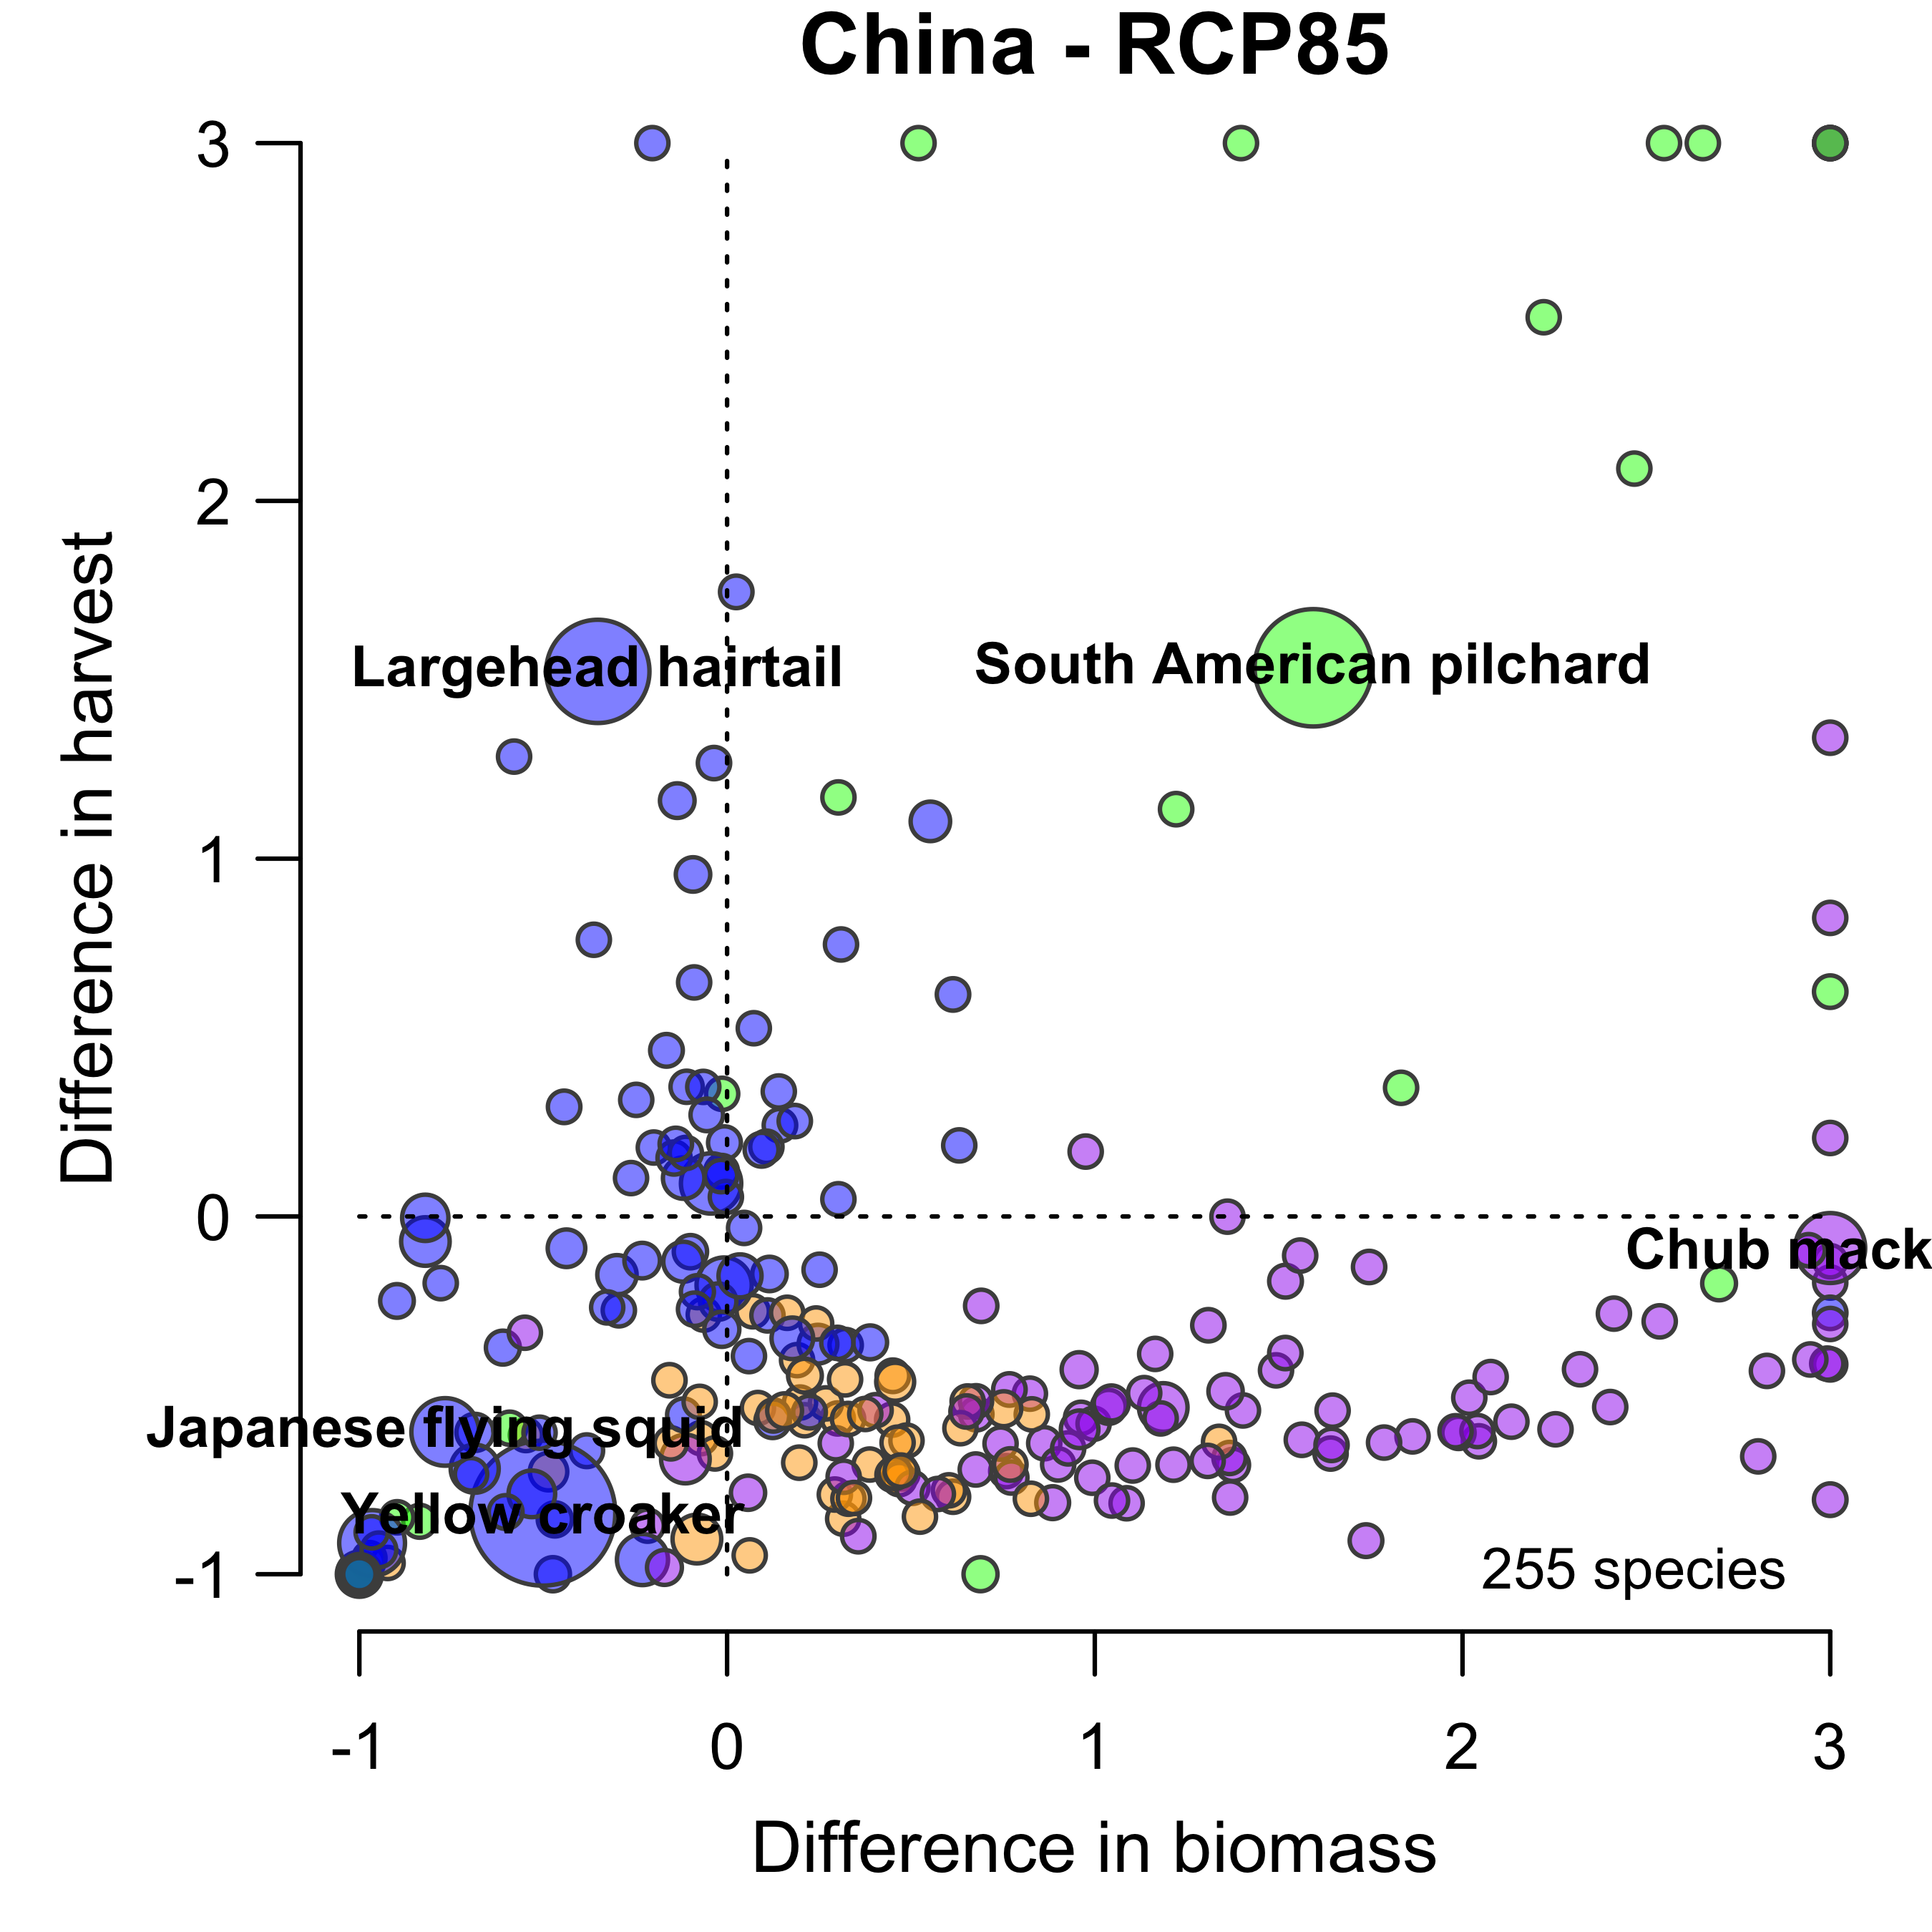 China - RCP85
3
2
1
0
-1
Difference in harvest
Largehead hairtail
South American pilchard
Chub mack
Japanese flying squid
Yellow croaker
255 species
-1
0
1
2
3
Difference in biomass